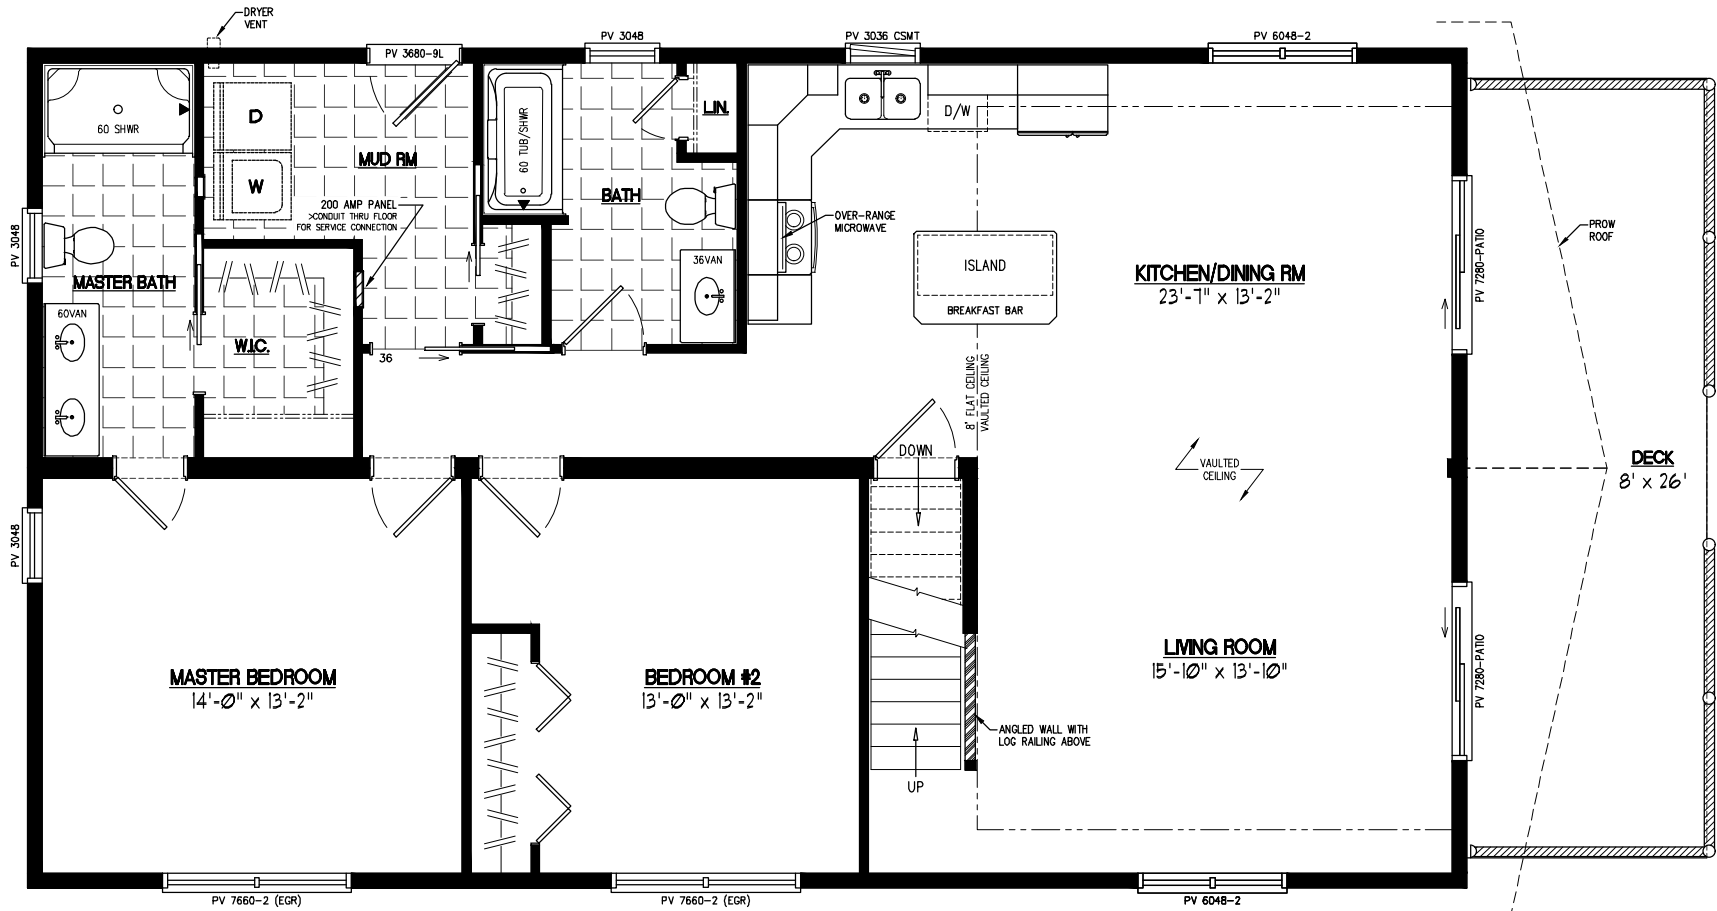 DRYER
VENT
PV 3680-9L
PV 3048
PV 3036 CSMT
PV 6048-2
60 SHWR
D
W
MUD RM
200 AMP PANEL
>CONDUIT THRU FLOOR
FOR SERVICE CONNECTION
60 TUB/SHWR
LIN.
BATH
36VAN
D/W
OVER-RANGE
MICROWAVE
ISLAND
BREAKFAST BAR
KITCHEN/DINING RM
23'-7" x 13'-2"
PV 7280-PATIO
PROW
ROOF
PV 3048
MASTER BATH
60VAN
W.I.C.
36
8' FLAT CEILING
VAULTED CEILING
DOWN
VAULTED
CEILING
DECK
8' x 26'
PV 3048
MASTER BEDROOM
14'-0" x 13'-2"
BEDROOM #2
13'-0" x 13'-2"
LIVING ROOM
15'-10" x 13'-10"
PV 7280-PATIO
ANGLED WALL WITH
LOG RAILING ABOVE
UP
PV 7660-2 (EGR)
PV 7660-2 (EGR)
PV 6048-2